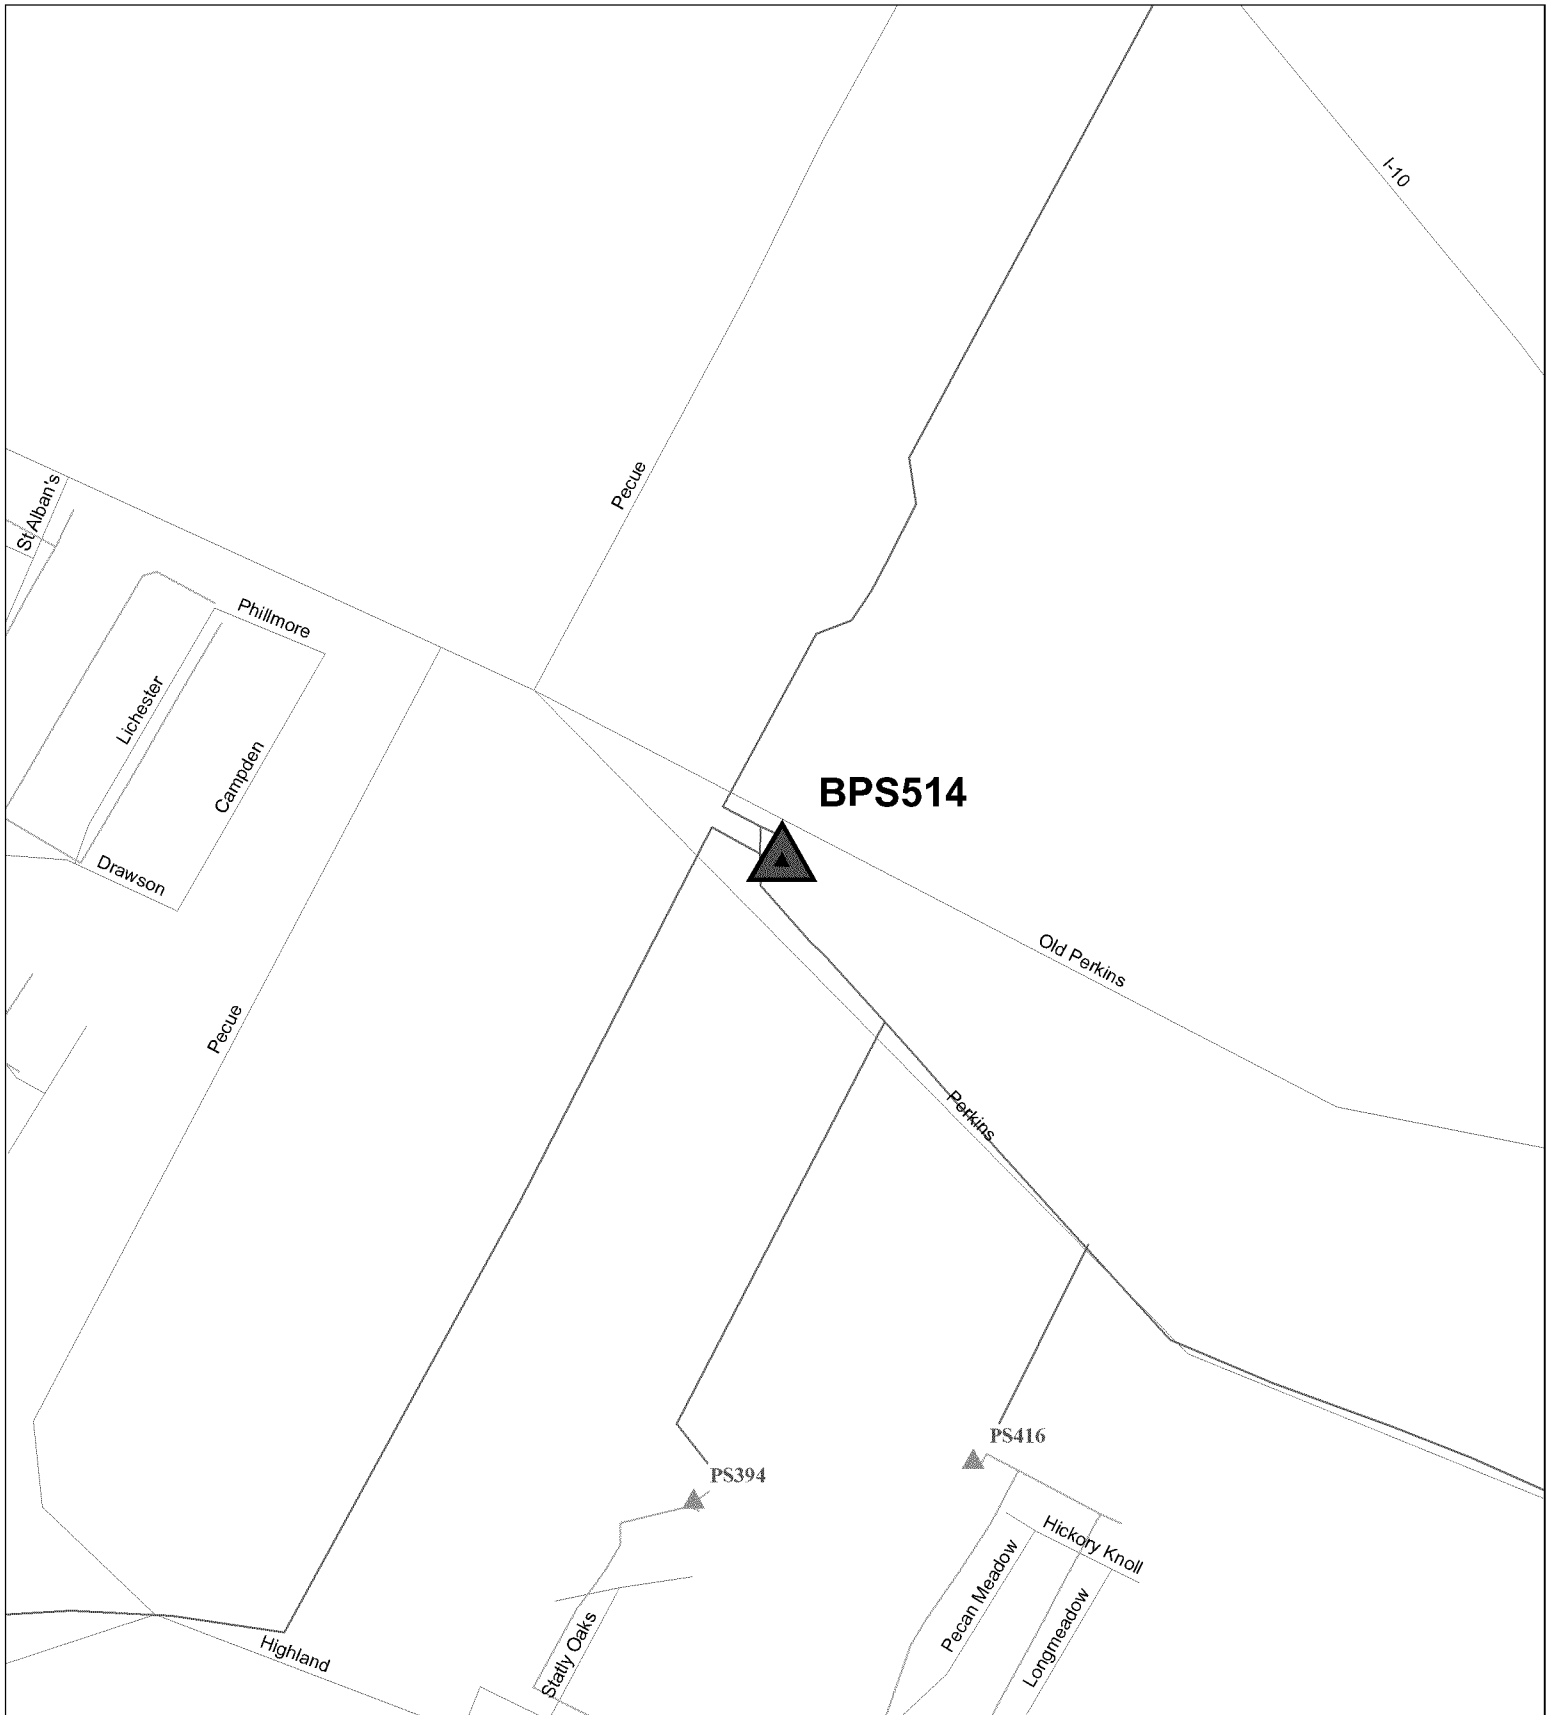 I-10
Pecue
St Alban's
Phillmore
Lichester
Campden
BPS514
Drawson
Old Perkins
Pecue
Perkins
PS416
PS394
Hickory Knoll
Pecan Meadow
Longmeadow
Statly Oaks
Highland